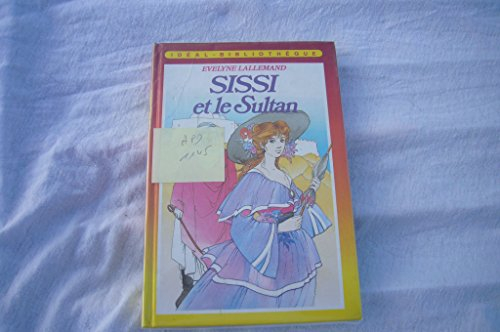 IDÉAL-BIBLIOTHÈQUE
EVELYNE LALLEMAND
SISSI
et le Sultan